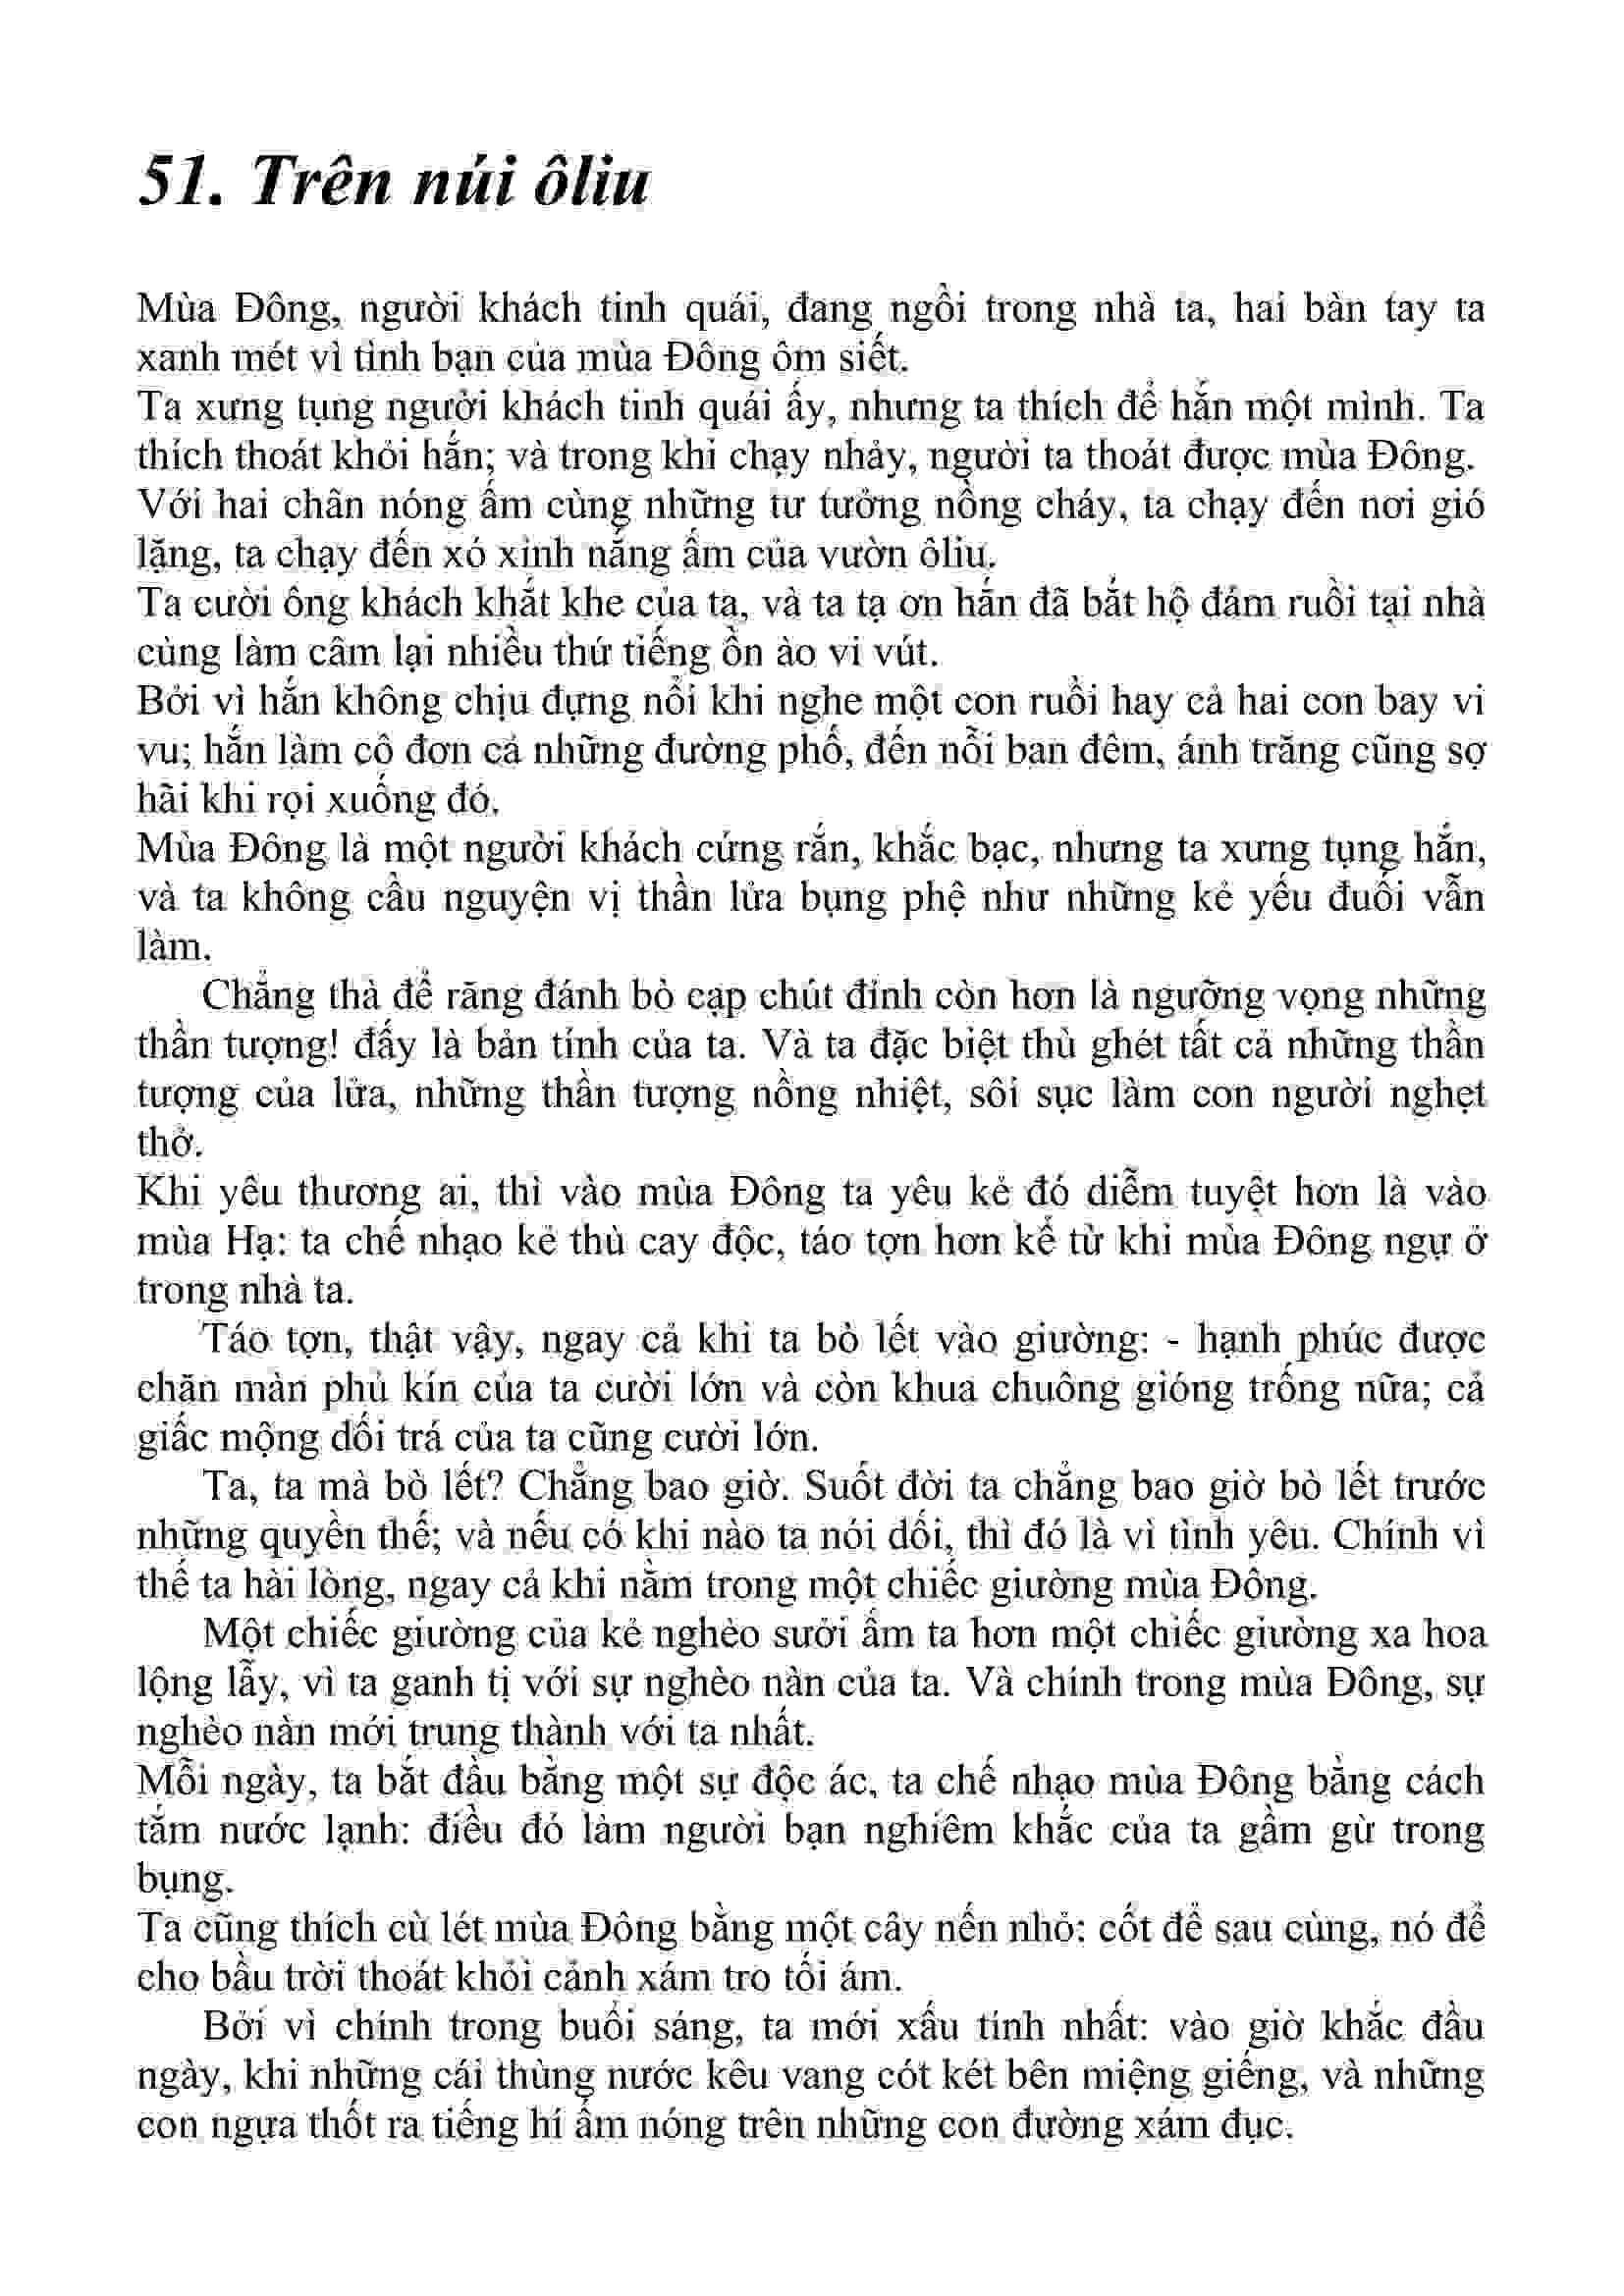 51. Trên núi ôliu
Mùa Đông, người khách tinh quái, đang ngồi trong nhà ta, hai bàn tay ta
xanh mét vì tình bạn của mùa Đông ôm siết.
Ta xưng tụng người khách tinh quái ấy, nhưng ta thích để hắn một mình. Ta
thích thoát khỏi hắn; và trong khi chạy nhảy, người ta thoát được mùa Đông.
Với hai chân nóng ấm cùng những tư tưởng nồng cháy, ta chạy đến nơi gió
lặng, ta chạy đến xó xỉnh nắng ấm của vườn ôliu.
Ta cười ông khách khắt khe của ta, và ta tạ ơn hắn đã bắt hộ đám ruồi tại nhà
cùng làm câm lại nhiều thứ tiếng ồn ào vi vút.
Bởi vì hắn không chịu đựng nổi khi nghe một con ruồi hay cả hai con bay vi
vu; hắn làm cô đơn cả những đường phố, đến nỗi ban đêm, ánh trăng cũng sợ
hãi khi rọi xuống đó.
Mùa Đông là một người khách cứng rắn, khắc bạc, nhưng ta xưng tụng hắn,
và ta không cầu nguyện vị thần lửa bụng phệ như những kẻ yếu đuối vẫn
làm.
Chẳng thà để răng đánh bò cạp chút đỉnh còn hơn là ngưỡng vọng những
thần tượng! đấy là bản tính của ta. Và ta đặc biệt thù ghét tất cả những thần
tượng của lửa, những thần tượng nồng nhiệt, sôi sục làm con người nghẹt
thở.
Khi yêu thương ai, thì vào mùa Đông ta yêu kẻ đó diễm tuyệt hơn là vào
mùa Hạ: ta chế nhạo kẻ thù cay độc, táo tợn hơn kể từ khi mùa Đông ngự ở
trong nhà ta.
Táo tợn, thật vậy, ngay cả khi ta bò lết vào giường: - hạnh phúc được
chăn màn phủ kín của ta cười lớn và còn khua chuông gióng trống nữa; cả
giấc mộng dối trá của ta cũng cười lớn.
Ta, ta mà bò lết? Chẳng bao giờ. Suốt đời ta chẳng bao giờ bò lết trước
những quyền thế; và nếu có khi nào ta nói dối, thì đó là vì tình yêu. Chính vì
thế ta hài lòng, ngay cả khi nằm trong một chiếc giường mùa Đông.
Một chiếc giường của kẻ nghèo sưởi ấm ta hơn một chiếc giường xa hoa
lộng lẫy, vì ta ganh tị với sự nghèo nàn của ta. Và chính trong mùa Đông, sự
nghèo nàn mới trung thành với ta nhất.
Mỗi ngày, ta bắt đầu bằng một sự độc ác, ta chế nhạo mùa Đông bằng cách
tắm nước lạnh: điều đó làm người bạn nghiêm khắc của ta gầm gừ trong
bụng.
Ta cũng thích cù lét mùa Đông bằng một cây nến nhỏ: cốt để sau cùng, nó để
cho bầu trời thoát khỏi cảnh xám tro tối ám.
Bởi vì chính trong buổi sáng, ta mới xấu tính nhất: vào giờ khắc đầu
ngày, khi những cái thùng nước kêu vang cót két bên miệng giếng, và những
con ngựa thốt ra tiếng hí ấm nóng trên những con đường xám đục.